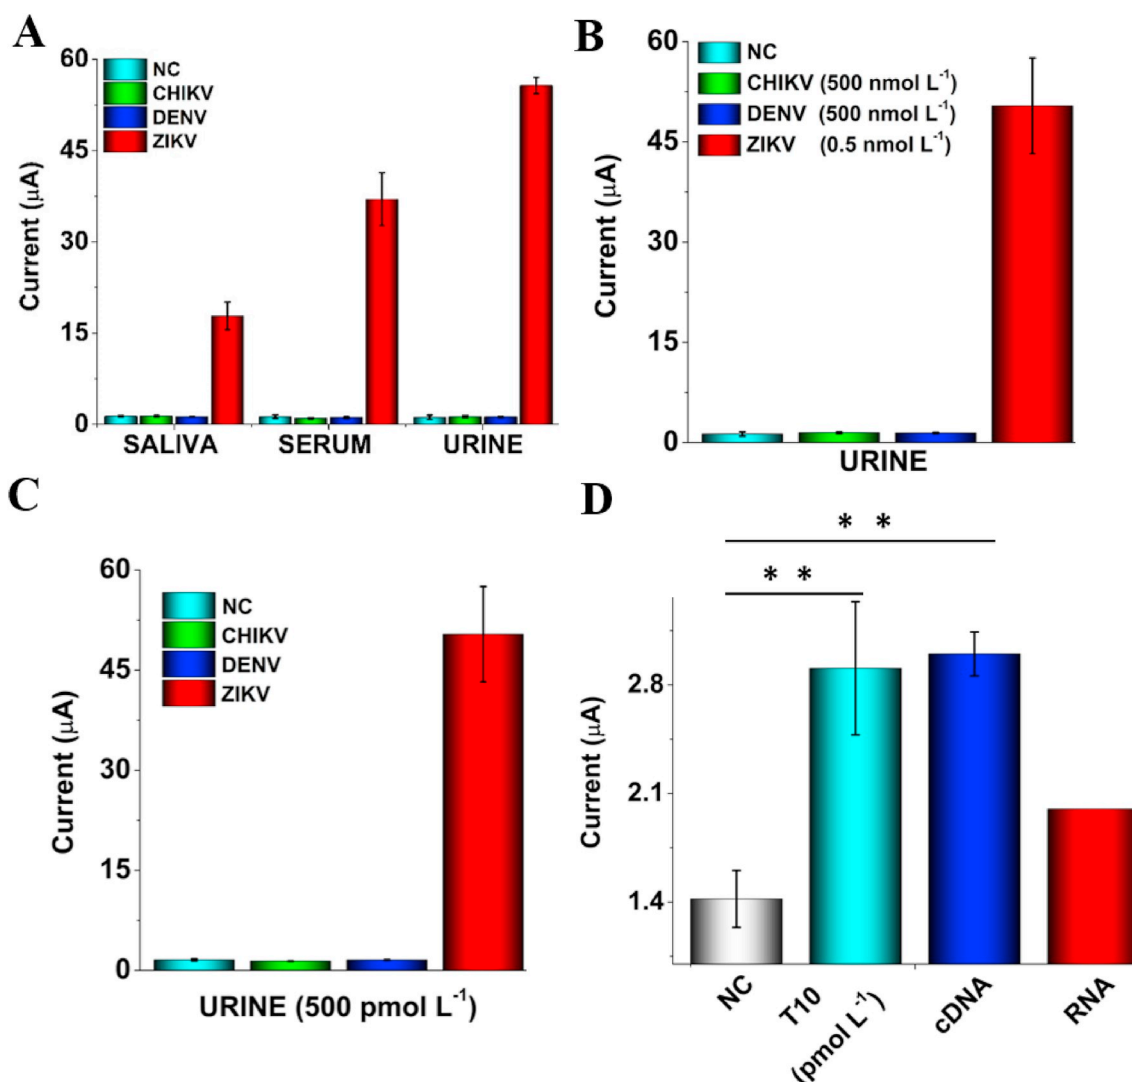 A
Current (μA)
60
45
30
15
0
NC
CHIKV
DENV
ZIKV
SALIVA SERUM URINE
B
Current (μA)
60
45
30
15
0
NC
CHIKV (500 nmol L⁻¹)
DENV (500 nmol L⁻¹)
ZIKV (0.5 nmol L⁻¹)
URINE
C
Current (μA)
60
45
30
15
0
NC
CHIKV
DENV
ZIKV
URINE (500 pmol L⁻¹)
D
* *
* *
Current (μA)
2.8
2.1
1.4
NC
T10
(pmol L⁻¹)
cDNA
RNA